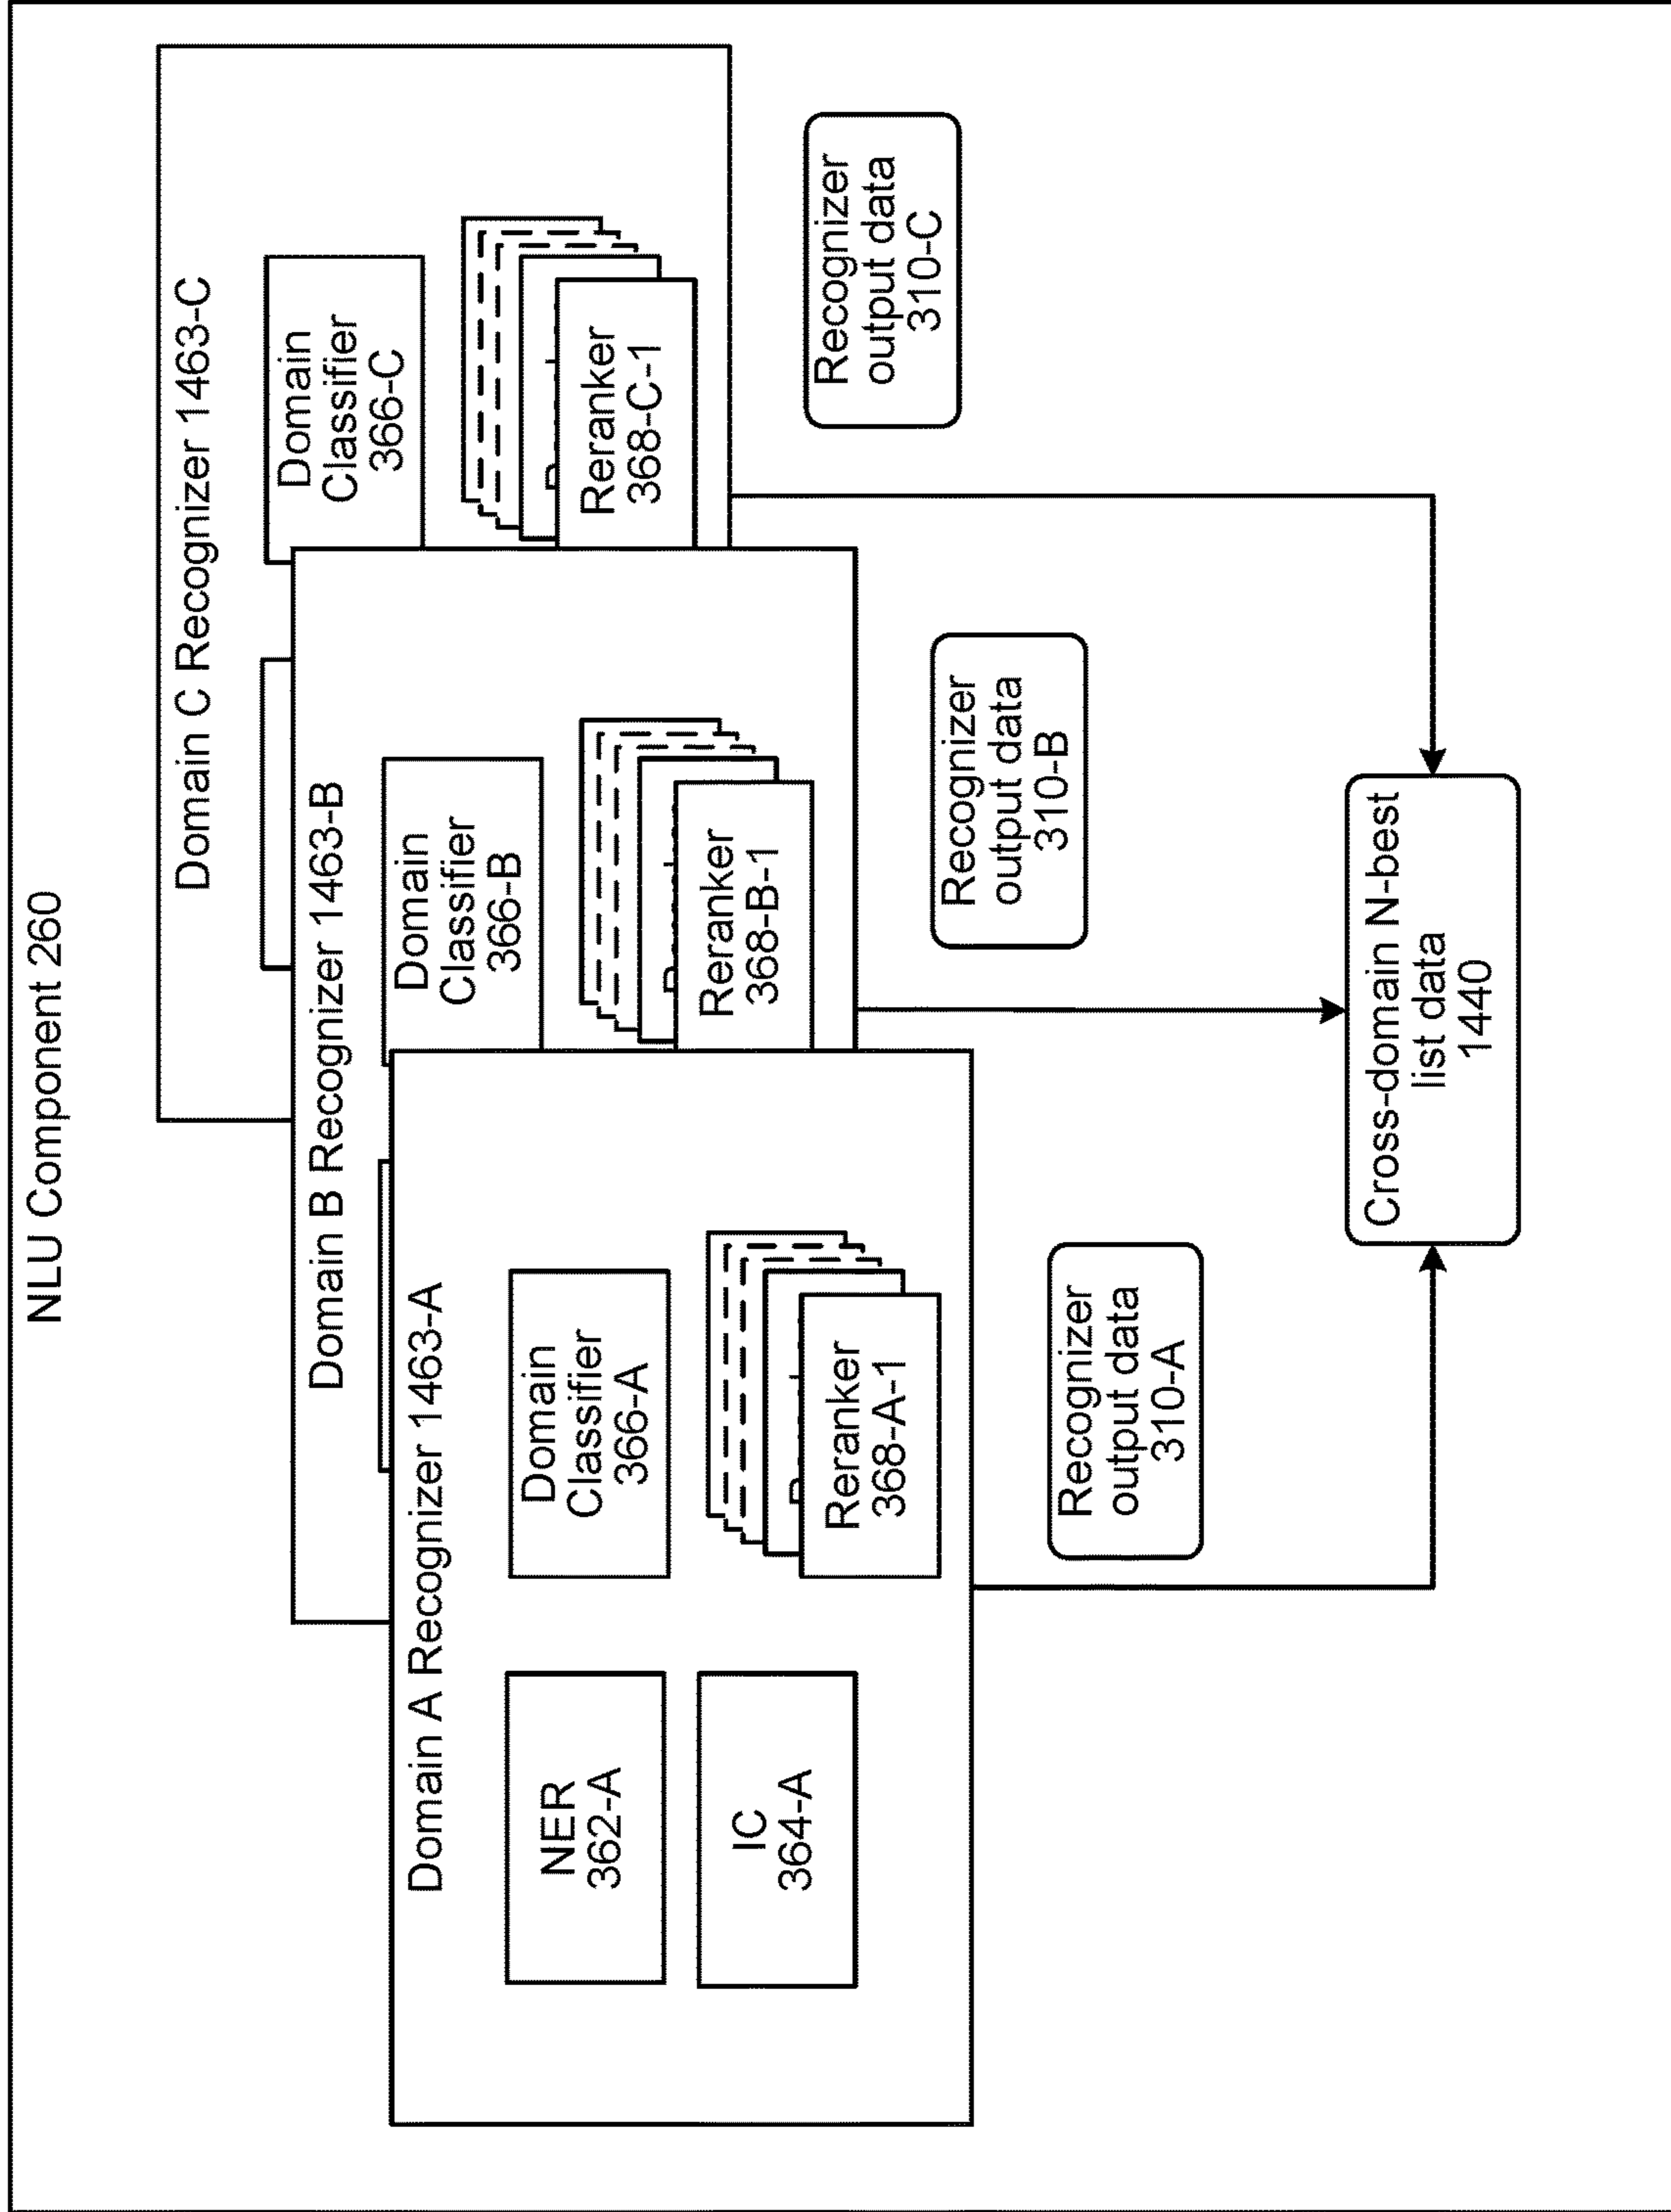 NLU Component 260
Domain C Recognizer 1463-C
Domain
Classifier
366-C
Reranker
368-C-1
Recognizer
output data
310-C
Domain B Recognizer 1463-B
Domain
Classifier
366-B
Reranker
368-B-1
Recognizer
output data
310-B
Domain A Recognizer 1463-A
NER
362-A
Domain
Classifier
366-A
IC
364-A
Reranker
368-A-1
Recognizer
output data
310-A
Cross-domain N-best
list data
1440